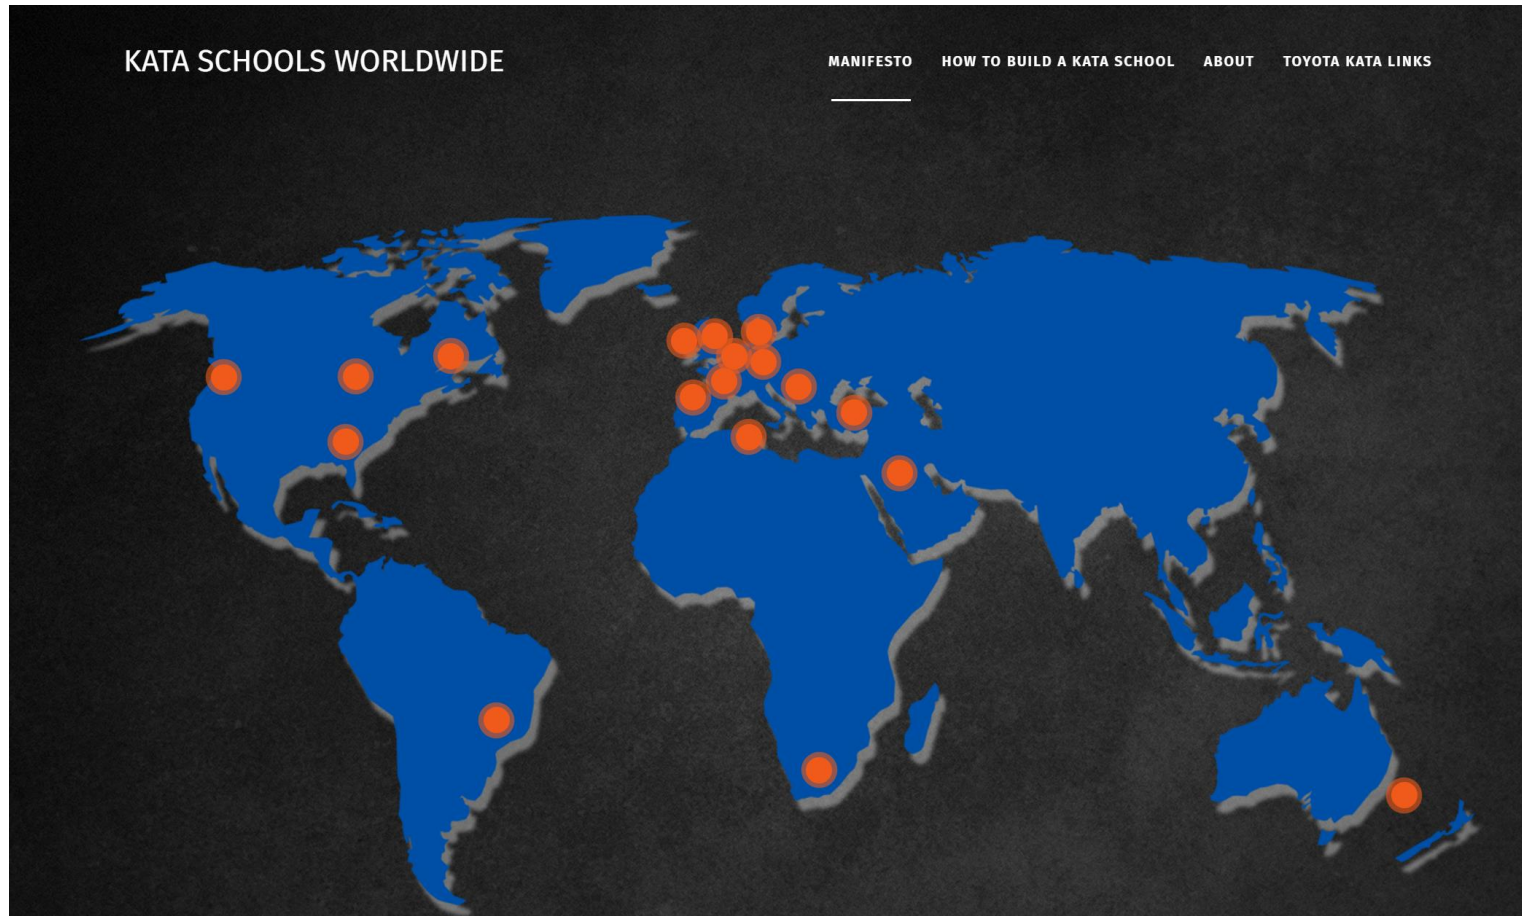 KATA SCHOOLS WORLDWIDE
MANIFESTO HOW TO BUILD A KATA SCHOOL ABOUT TOYOTA KATA LINKS